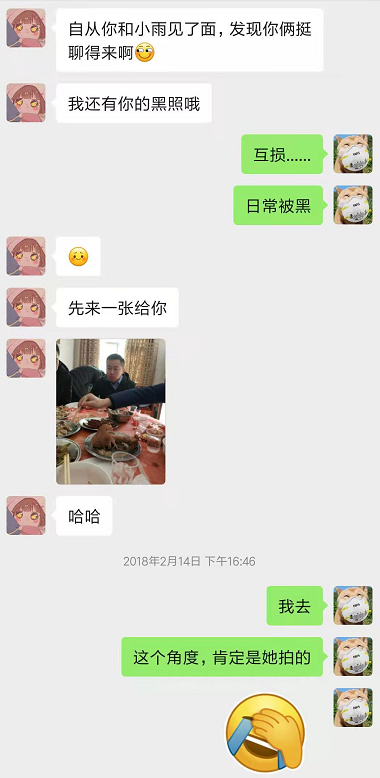 自从你和小雨见了面,发现你俩挺
聊得来啊
我还有你的黑照哦
互损……
日常被黑
先来一张给你
哈哈
2018年2月14日 下午16:46
我去
这个角度,肯定是她拍的